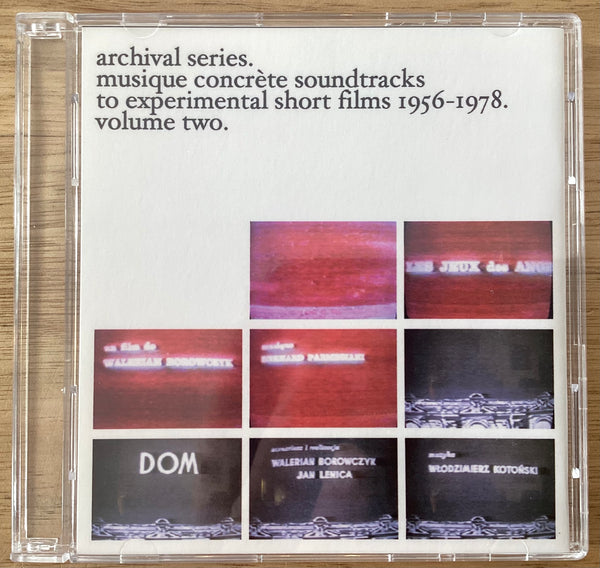 archival series.
musique concrète soundtracks
to experimental short films 1956-1978.
volume two.
LES JEUX des ANGES
un film de
WALERIAN BOROWCZYK
musique
BERNARD PARMEGIANI
DOM
scenariusz i realizacja
WALERIAN BOROWCZYK
JAN LENICA
muzyka
WŁODZIMIERZ KOTOŃSKI